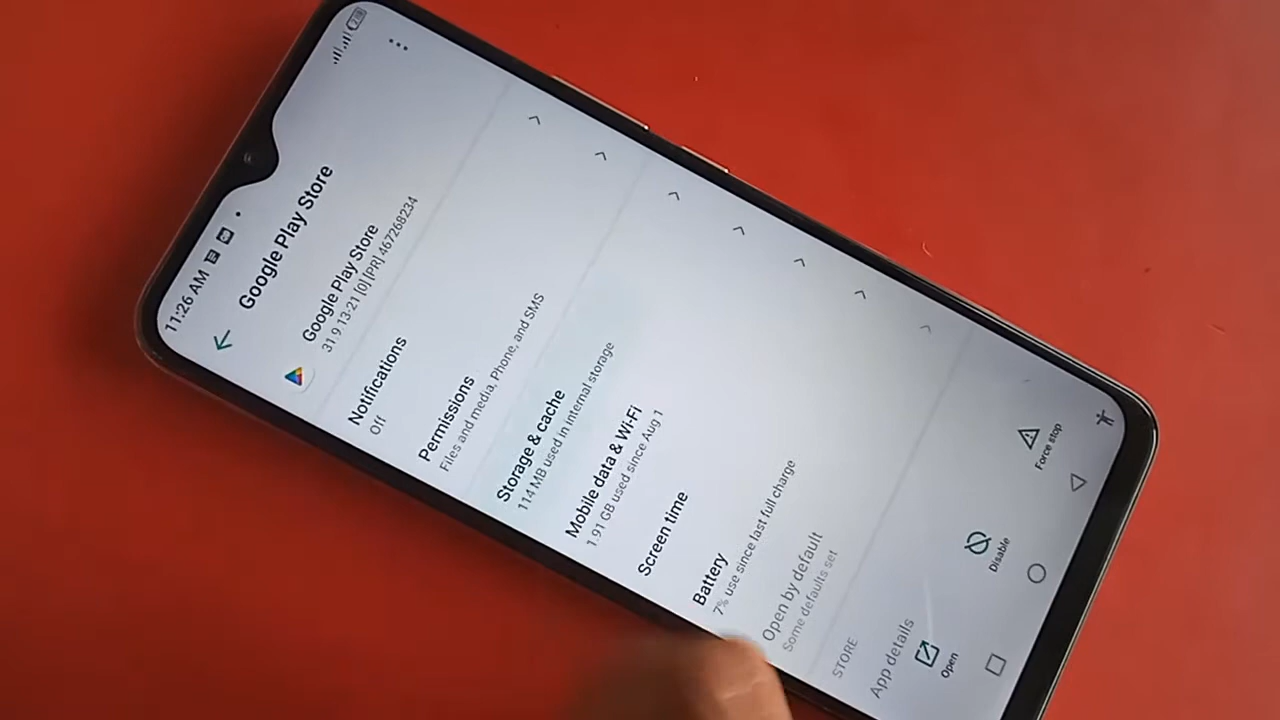 11:26 AM
Google Play Store
Google Play Store
31.9.13-21 [0] [PR] 467268234
Notifications
Off
Permissions
Files and media, Phone, and SMS
Storage & cache
114 MB used in internal storage
Mobile data & Wi-Fi
1.91 GB used since Aug 1
Screen time
Battery
7% use since last full charge
Open by default
Some defaults set
STORE
App details
Open
Disable
Force stop